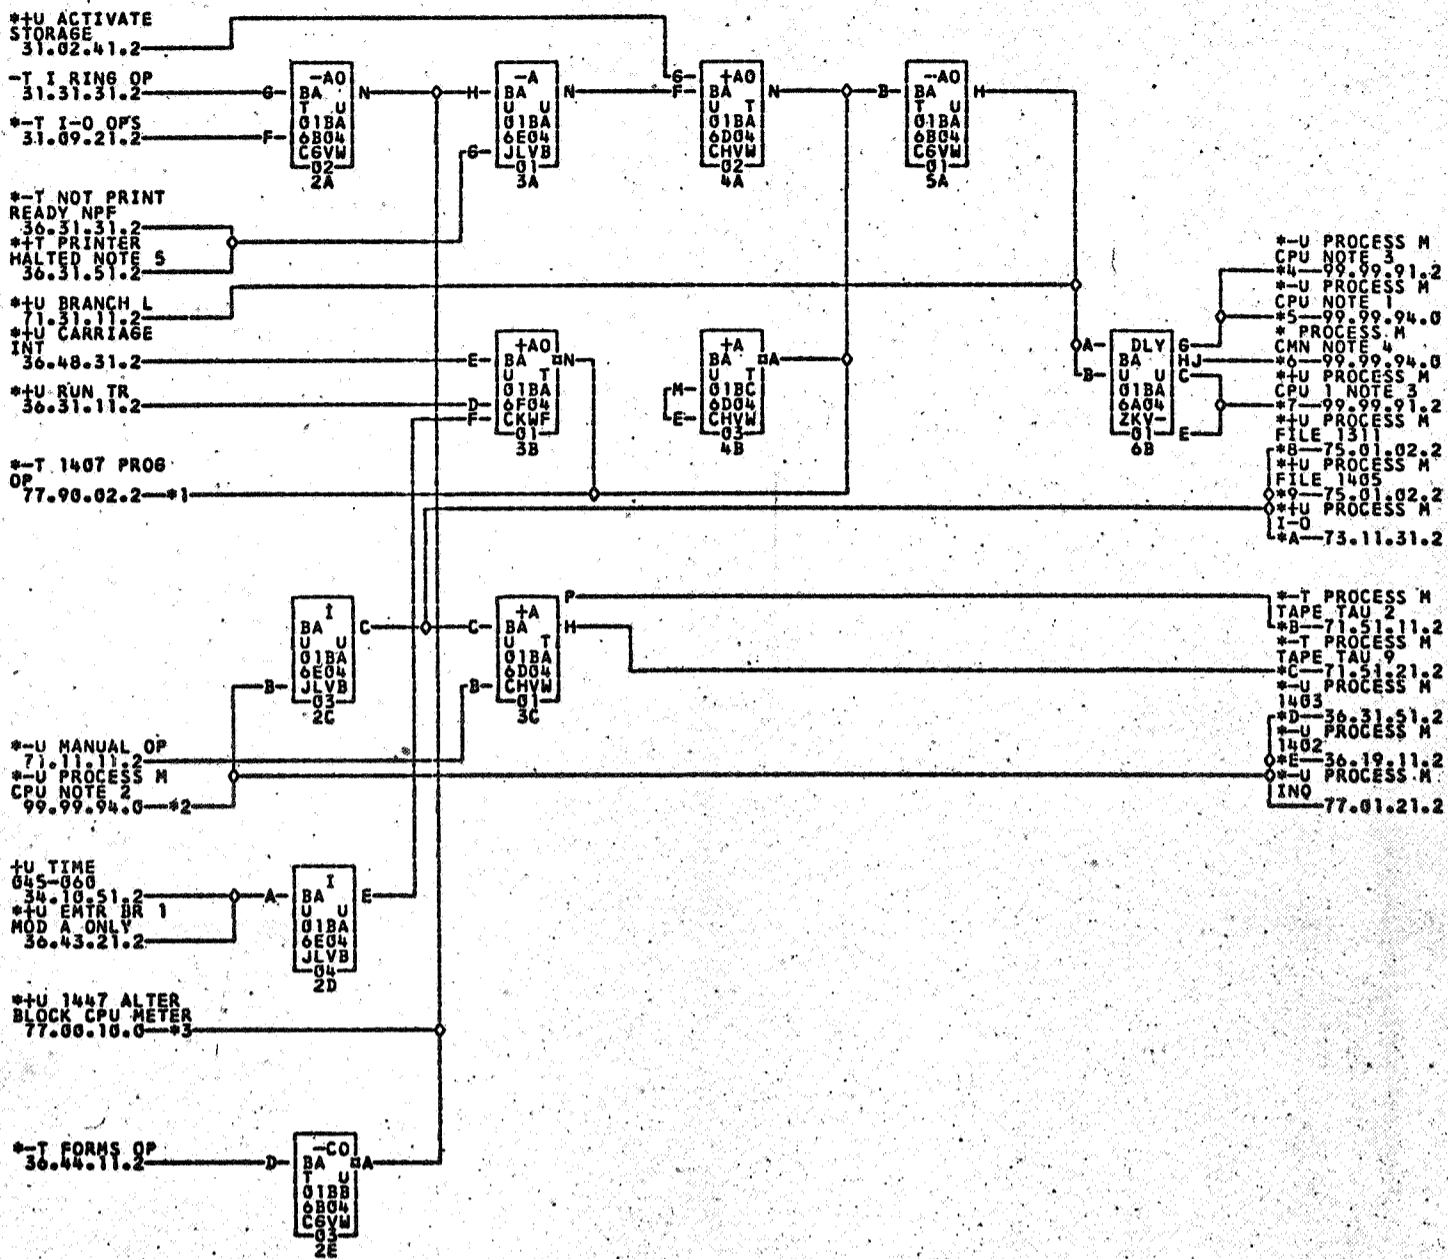 *+U ACTIVATE
STORAGE
31.02.41.2
-T I RING OP
31.31.31.2
*-T I-O OPS
31.09.21.2
*-T NOT PRINT
READY NPF
36.31.31.2
*+T PRINTER
HALTED NOTE 5
36.31.51.2
*+U BRANCH L
71.31.11.2
*+U CARRIAGE
INT
36.48.31.2
*+U RUN TR
36.31.11.2
*-T 1407 PROG
OP
77.90.02.2 *1
*-U MANUAL OP
71.11.11.2
*-U PROCESS M
CPU NOTE 2
99.99.94.0 *2
+U TIME
045-060
34.10.51.2
*+U EMTR BR 1
MOD A ONLY
36.43.21.2
*+U 1447 ALTER
BLOCK CPU METER
77.00.10.0 *3
*-T FORMS OP
36.44.11.2
G
F
-AO
BA N
T U
01BA
6B04
CGVW
02
2A
H
G
-A
BA N
U U
01BA
6E04
JLVB
01
3A
G
F
+AO
BA N
U T
01BA
6D04
CHVW
02
4A
B
-AO
BA H
T U
01BA
6B04
CGVW
01
5A
E
D
F
+AO
BA ¤N
U T
01BA
6F04
CKWF
01
3B
M
E
+A
BA ¤A
U T
01BC
6D04
CHVW
03
4B
A
B
DLY G
BA HJ
U U C
01BA
6A04
ZKV-
01 E
6B
B
I
BA C
U U
01BA
6E04
JLVB
03
2C
C
B
+A P
BA H
U T
01BA
6D04
CHVW
01
3C
A
I
BA E
U U
01BA
6E04
JLVB
04
2D
D
-CO
BA ¤A
T U
01BB
6B04
CGVW
03
2E
*-U PROCESS M
CPU NOTE 3
*4 99.99.91.2
*-U PROCESS M
CPU NOTE 1
*5 99.99.94.0
* PROCESS M
CMN NOTE 4
*6 99.99.94.0
*+U PROCESS M
CPU 1 NOTE 3
*7 99.99.91.2
*+U PROCESS M
FILE 1311
*8 75.01.02.2
*+U PROCESS M
FILE 1405
*9 75.01.02.2
*+U PROCESS M
I-O
*A 73.11.31.2
*-T PROCESS M
TAPE TAU 2
*B 71.51.11.2
*-T PROCESS M
TAPE TAU 9
*C 71.51.21.2
*-U PROCESS M
1403
*D 36.31.51.2
*-U PROCESS M
1402
*E 36.19.11.2
*-U PROCESS M
INQ
77.01.21.2